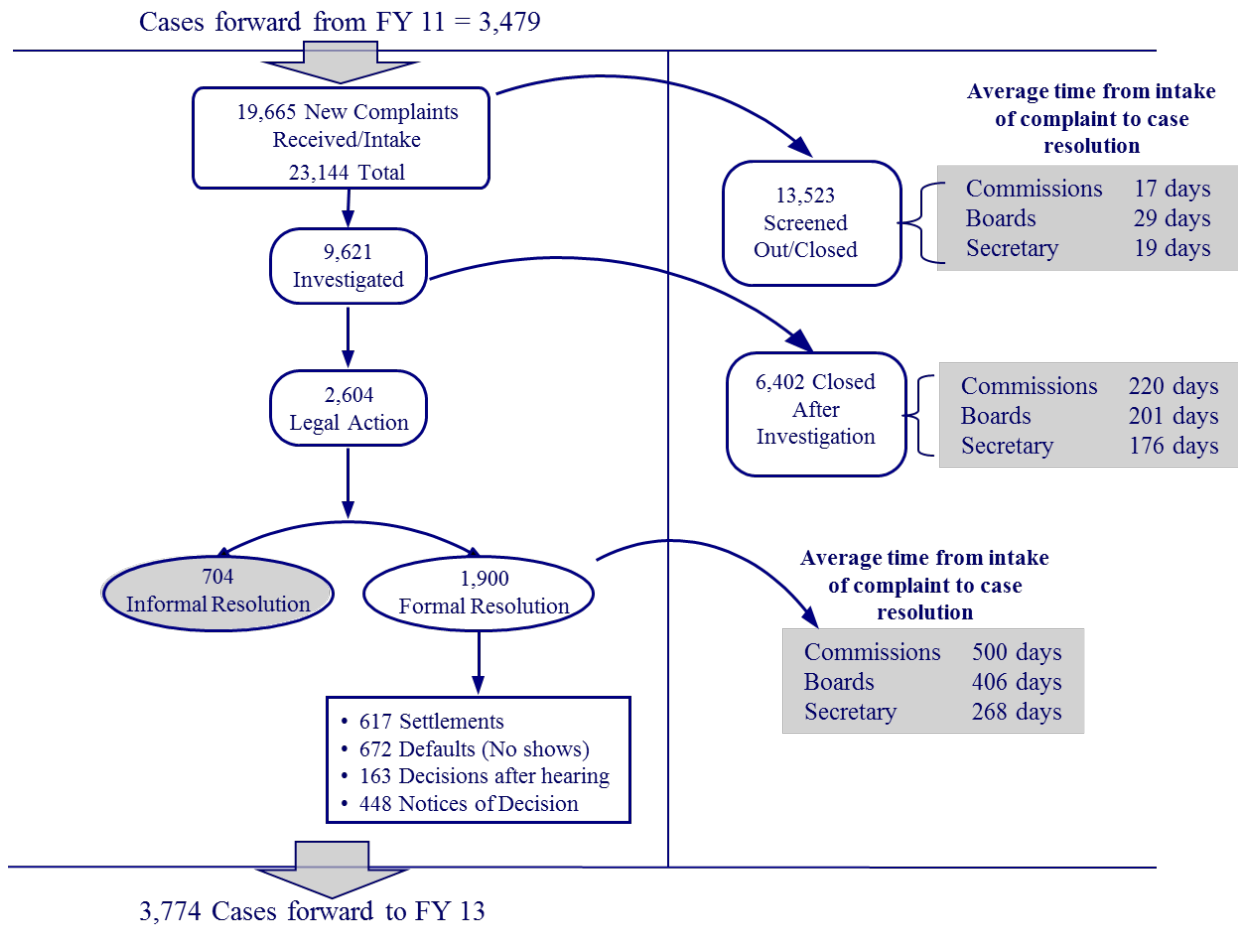 Cases forward from FY 11 = 3,479
19,665 New Complaints
Received/Intake
23,144 Total
9,621
Investigated
2,604
Legal Action
704
Informal Resolution
1,900
Formal Resolution
• 617 Settlements
• 672 Defaults (No shows)
• 163 Decisions after hearing
• 448 Notices of Decision
3,774 Cases forward to FY 13
Average time from intake
of complaint to case
resolution
13,523
Screened
Out/Closed
Commissions 17 days
Boards 29 days
Secretary 19 days
6,402 Closed
After
Investigation
Commissions 220 days
Boards 201 days
Secretary 176 days
Average time from intake
of complaint to case
resolution
Commissions 500 days
Boards 406 days
Secretary 268 days